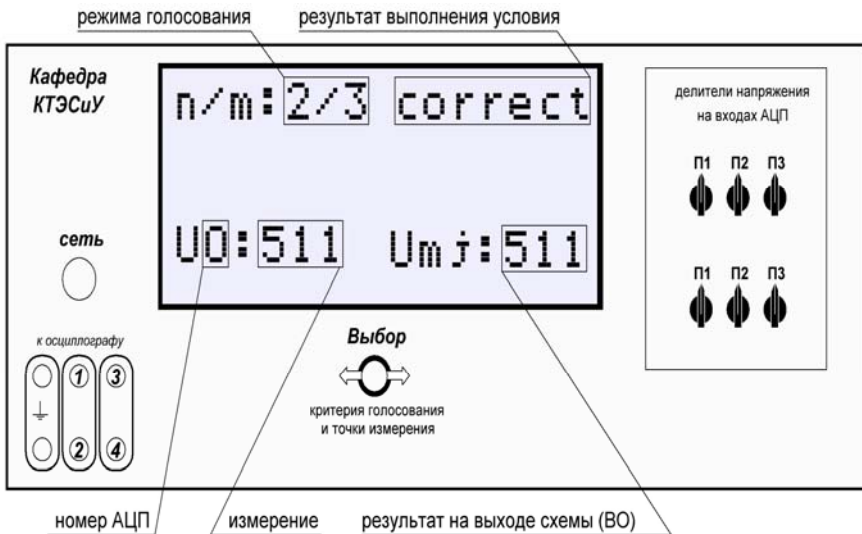 режима голосования
результат выполнения условия
Кафедра
КТЭСиУ
n/m:2/3 correct
U0:511 Umj:511
делители напряжения
на входах АЦП
П1 П2 П3
П1 П2 П3
сеть
к осциллографу
1 3
2 4
Выбор
критерия голосования
и точки измерения
номер АЦП
измерение
результат на выходе схемы (ВО)